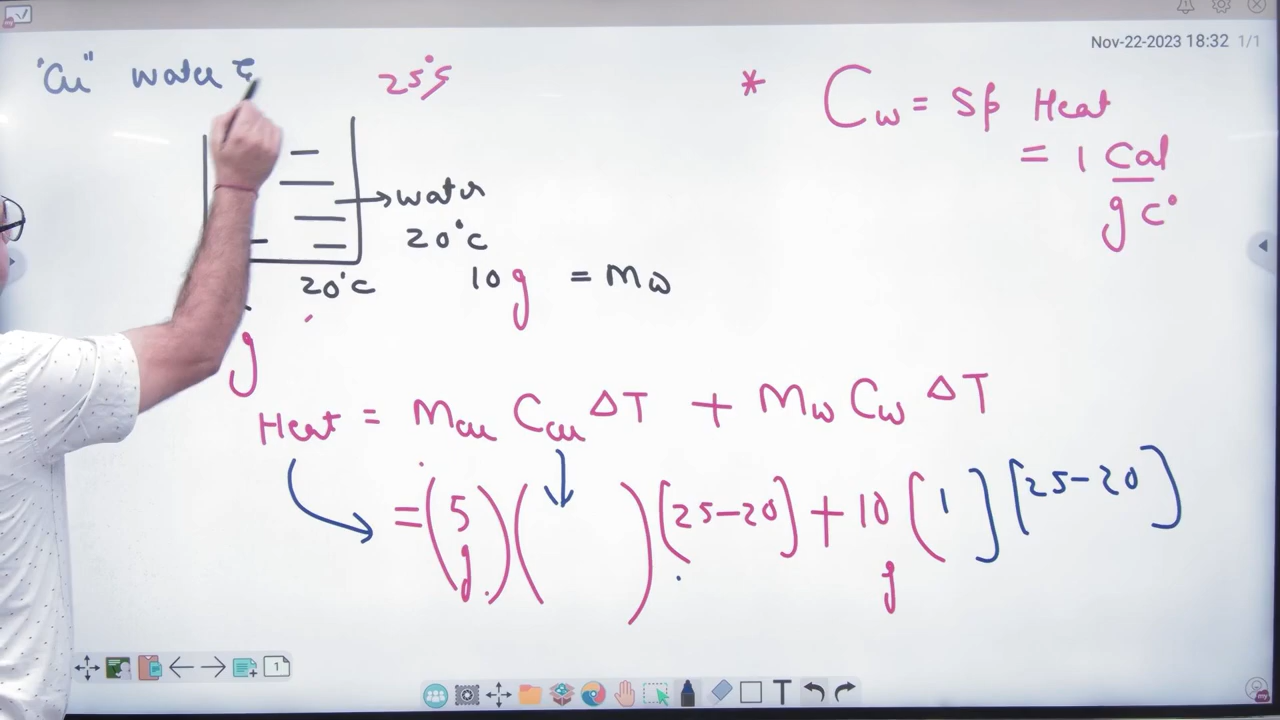 Nov-22-2023 18:32 1/1
"Cu" water
25°C
* Cw = Sp Heat
= 1 Cal
g C°
water
20°C
20°C
10g = Mw
g
Heat = Mcu Ccu ΔT + Mw Cw ΔT
= (5 g) ( ) [25-20] + 10 g (1) [25-20]
1
T